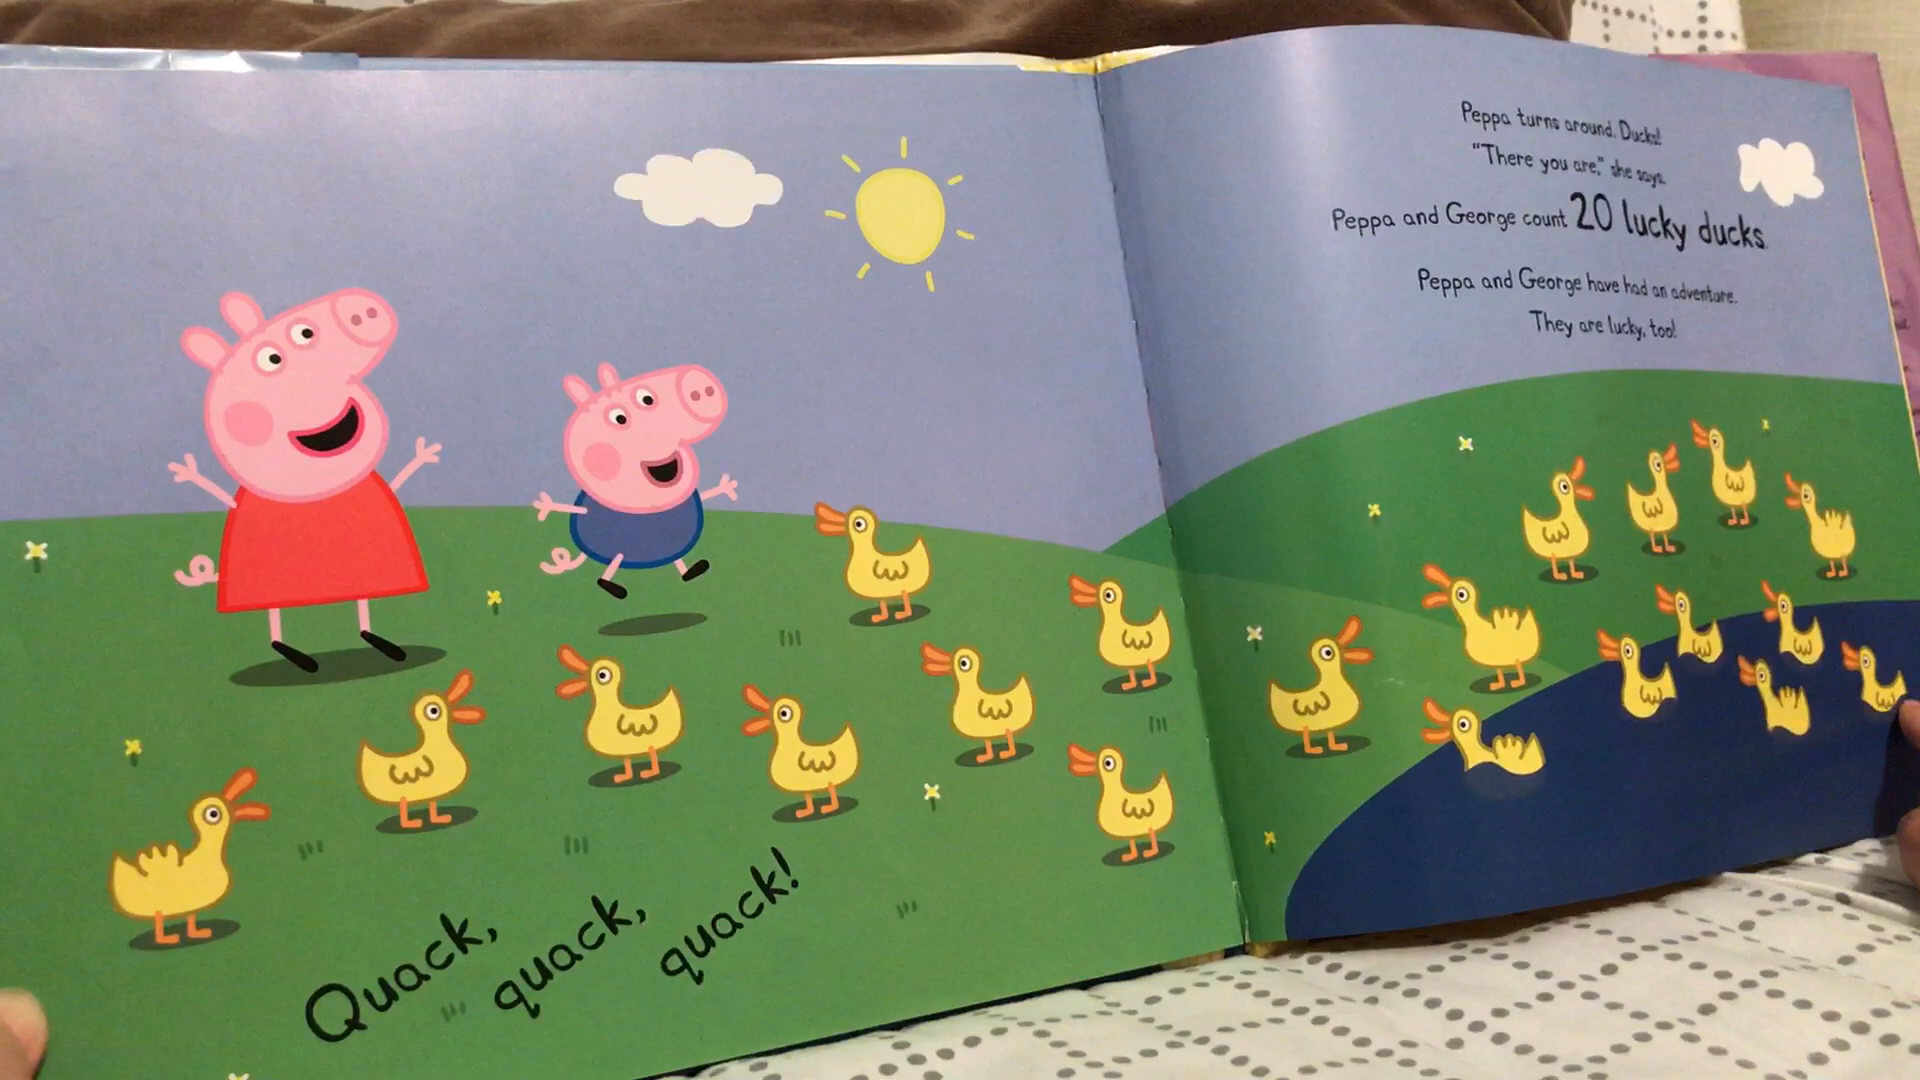 Quack,
quack,
quack!
Peppa turns around. Ducks!
"There you are," she says.
Peppa and George count 20 lucky ducks.
Peppa and George have had an adventure.
They are lucky, too!